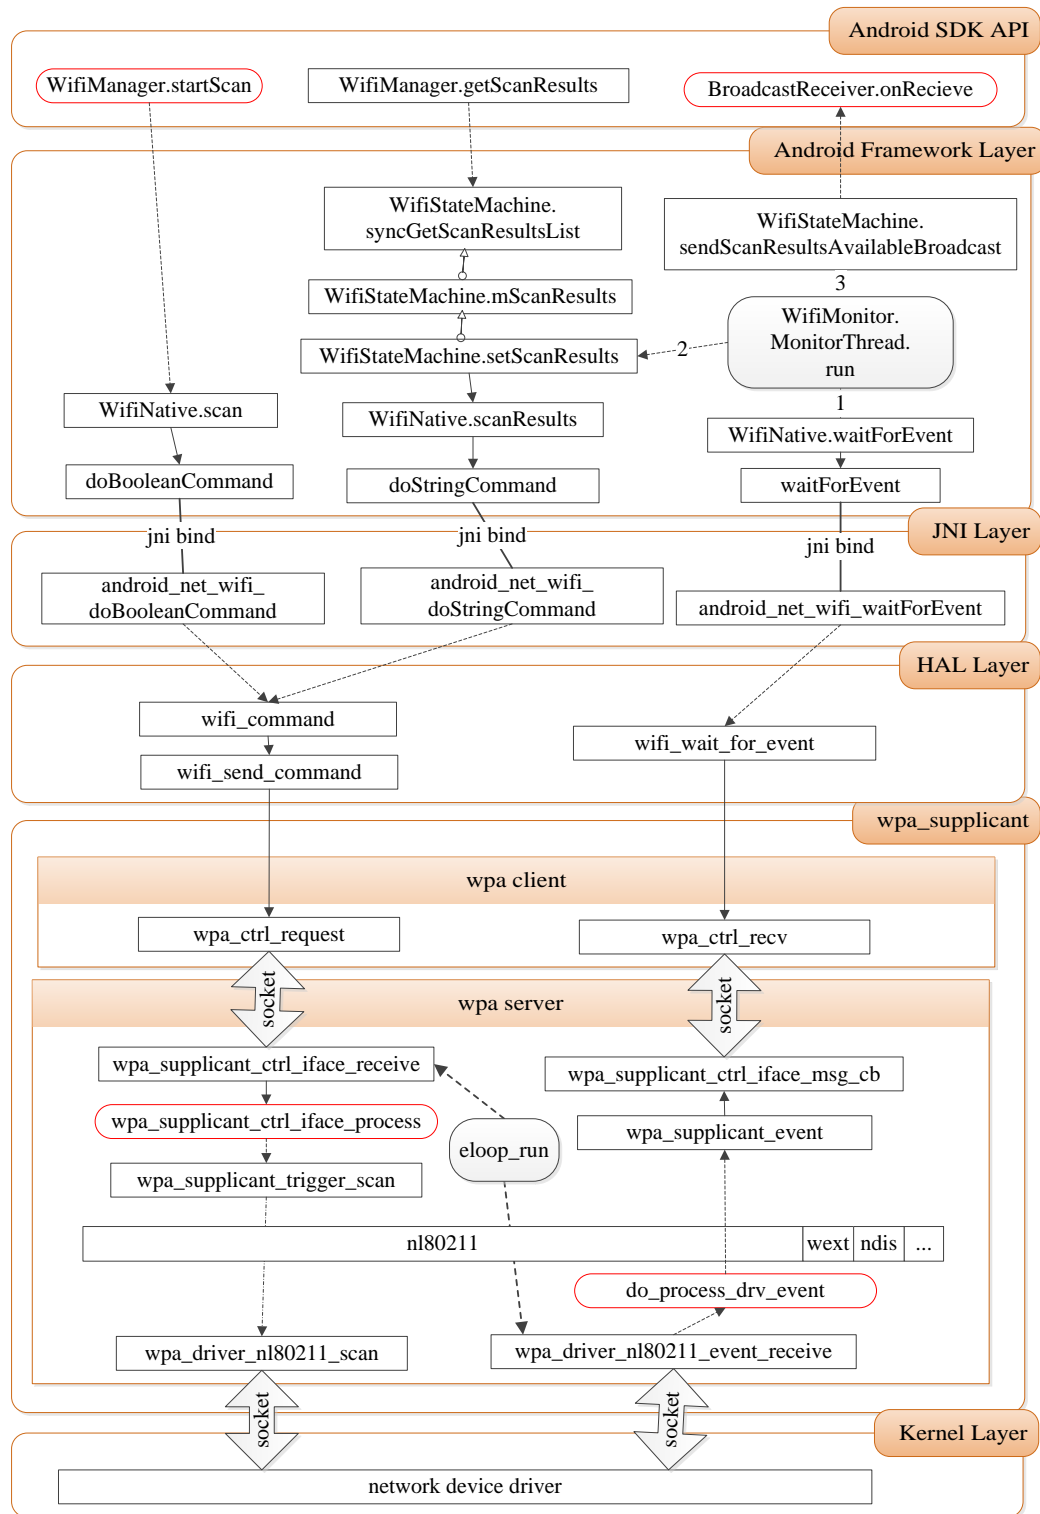 Android SDK API
WifiManager.startScan
WifiManager.getScanResults
BroadcastReceiver.onRecieve
Android Framework Layer
WifiStateMachine.
syncGetScanResultsList
WifiStateMachine.
sendScanResultsAvailableBroadcast
3
WifiStateMachine.mScanResults
WifiMonitor.
MonitorThread.
run
2
WifiStateMachine.setScanResults
1
WifiNative.scan
WifiNative.scanResults
WifiNative.waitForEvent
doBooleanCommand
doStringCommand
waitForEvent
JNI Layer
jni bind
jni bind
jni bind
android_net_wifi_
doBooleanCommand
android_net_wifi_
doStringCommand
android_net_wifi_waitForEvent
HAL Layer
wifi_command
wifi_wait_for_event
wifi_send_command
wpa_supplicant
wpa client
wpa_ctrl_request
wpa_ctrl_recv
socket
socket
wpa server
wpa_supplicant_ctrl_iface_receive
wpa_supplicant_ctrl_iface_msg_cb
wpa_supplicant_ctrl_iface_process
eloop_run
wpa_supplicant_event
wpa_supplicant_trigger_scan
nl80211
wext
ndis
...
do_process_drv_event
wpa_driver_nl80211_scan
wpa_driver_nl80211_event_receive
socket
socket
Kernel Layer
network device driver